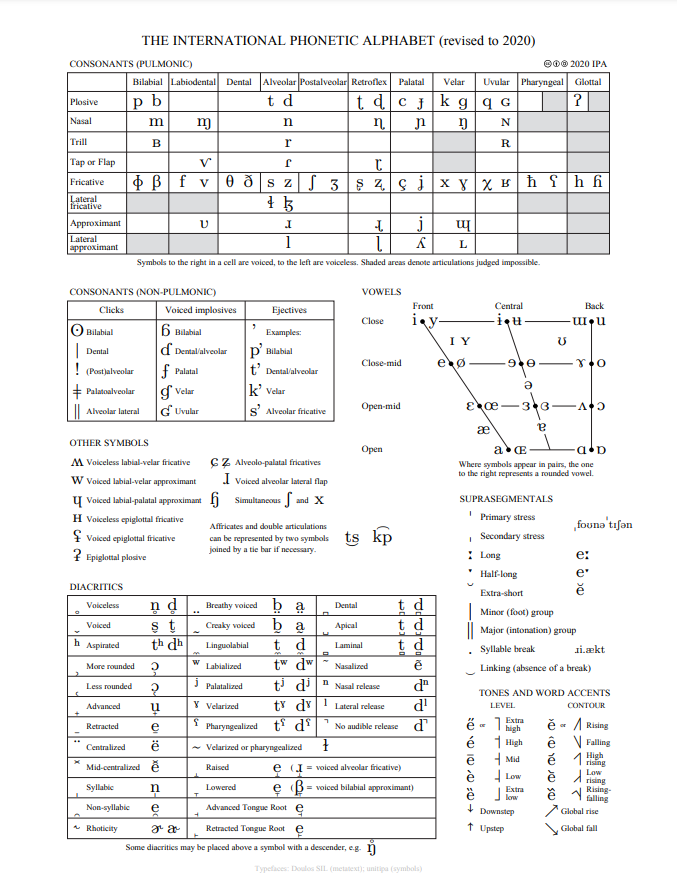 THE INTERNATIONAL PHONETIC ALPHABET (revised to 2020)
CONSONANTS (PULMONIC) 2020 IPA
Bilabial Labiodental Dental Alveolar Postalveolar Retroflex Palatal Velar Uvular Pharyngeal Glottal
Plosive p b t d ʈ ɖ c ɟ k ɡ q ɢ ʔ
Nasal m ɱ n ɳ ɲ ŋ ɴ
Trill ʙ r ʀ
Tap or Flap ⱱ ɾ ɽ
Fricative ɸ β f v θ ð s z ʃ ʒ ʂ ʐ ç ʝ x ɣ χ ʁ ħ ʕ h ɦ
Lateral fricative ɬ ɮ
Approximant ʋ ɹ ɻ j ɰ
Lateral approximant l ɭ ʎ ʟ
Symbols to the right in a cell are voiced, to the left are voiceless. Shaded areas denote articulations judged impossible.
CONSONANTS (NON-PULMONIC)
Clicks Voiced implosives Ejectives
ʘ Bilabial ɓ Bilabial ʼ Examples:
ǀ Dental ɗ Dental/alveolar pʼ Bilabial
ǃ (Post)alveolar ʄ Palatal tʼ Dental/alveolar
ǂ Palatoalveolar ɠ Velar kʼ Velar
ǁ Alveolar lateral ʛ Uvular sʼ Alveolar fricative
VOWELS
Front Central Back
Close i y ɨ ʉ ɯ u
ɪ ʏ ʊ
Close-mid e ø ɘ ɵ ɤ o
ə
Open-mid ɛ œ ɜ ɞ ʌ ɔ
æ ɐ
Open a ɶ ɑ ɒ
Where symbols appear in pairs, the one
to the right represents a rounded vowel.
OTHER SYMBOLS
ʍ Voiceless labial-velar fricative ɕ ʑ Alveolo-palatal fricatives
w Voiced labial-velar approximant ɺ Voiced alveolar lateral flap
ɥ Voiced labial-palatal approximant ɧ Simultaneous ʃ and x
ʜ Voiceless epiglottal fricative
ʢ Voiced epiglottal fricative
ʡ Epiglottal plosive
Affricates and double articulations
can be represented by two symbols
joined by a tie bar if necessary.
t͜s k͡p
SUPRASEGMENTALS
ˈ Primary stress ˌfoʊnəˈtɪʃən
ˌ Secondary stress
ː Long eː
ˑ Half-long eˑ
̆ Extra-short ĕ
| Minor (foot) group
‖ Major (intonation) group
. Syllable break ɹi.ækt
‿ Linking (absence of a break)
DIACRITICS
̥ Voiceless n̥ d̥ ̤ Breathy voiced b̤ a̤ ̪ Dental t̪ d̪
̬ Voiced s̬ t̬ ̰ Creaky voiced b̰ a̰ ̺ Apical t̺ d̺
ʰ Aspirated tʰ dʰ ̼ Linguolabial t̼ d̼ ̻ Laminal t̻ d̻
̹ More rounded ɔ̹ ʷ Labialized tʷ dʷ ̃ Nasalized ẽ
̜ Less rounded ɔ̜ ʲ Palatalized tʲ dʲ ⁿ Nasal release dⁿ
̟ Advanced u̟ ˠ Velarized tˠ dˠ ˡ Lateral release dˡ
̠ Retracted e̠ ˤ Pharyngealized tˤ dˤ ̚ No audible release d̚
̈ Centralized ë ̴ Velarized or pharyngealized ɫ
̽ Mid-centralized e̽ ̝ Raised e̝ (ɹ̝ = voiced alveolar fricative)
̩ Syllabic n̩ ̞ Lowered e̞ (β̞ = voiced bilabial approximant)
̯ Non-syllabic e̯ ̘ Advanced Tongue Root e̘
˞ Rhoticity ɚ a˞ ̙ Retracted Tongue Root e̙
Some diacritics may be placed above a symbol with a descender, e.g. ŋ̊
TONES AND WORD ACCENTS
LEVEL CONTOUR
e̋ or ˥ Extra high ě or ˩˥ Rising
é ˦ High ê ˥˩ Falling
ē ˧ Mid e᷄ ˦˥ High rising
è ˨ Low e᷅ ˩˨ Low rising
ȅ ˩ Extra low e᷈ ˧˦˧ Rising-falling
ꜜ Downstep ↗ Global rise
ꜛ Upstep ↘ Global fall
Typefaces: Doulos SIL (metatext); unitipa (symbols)